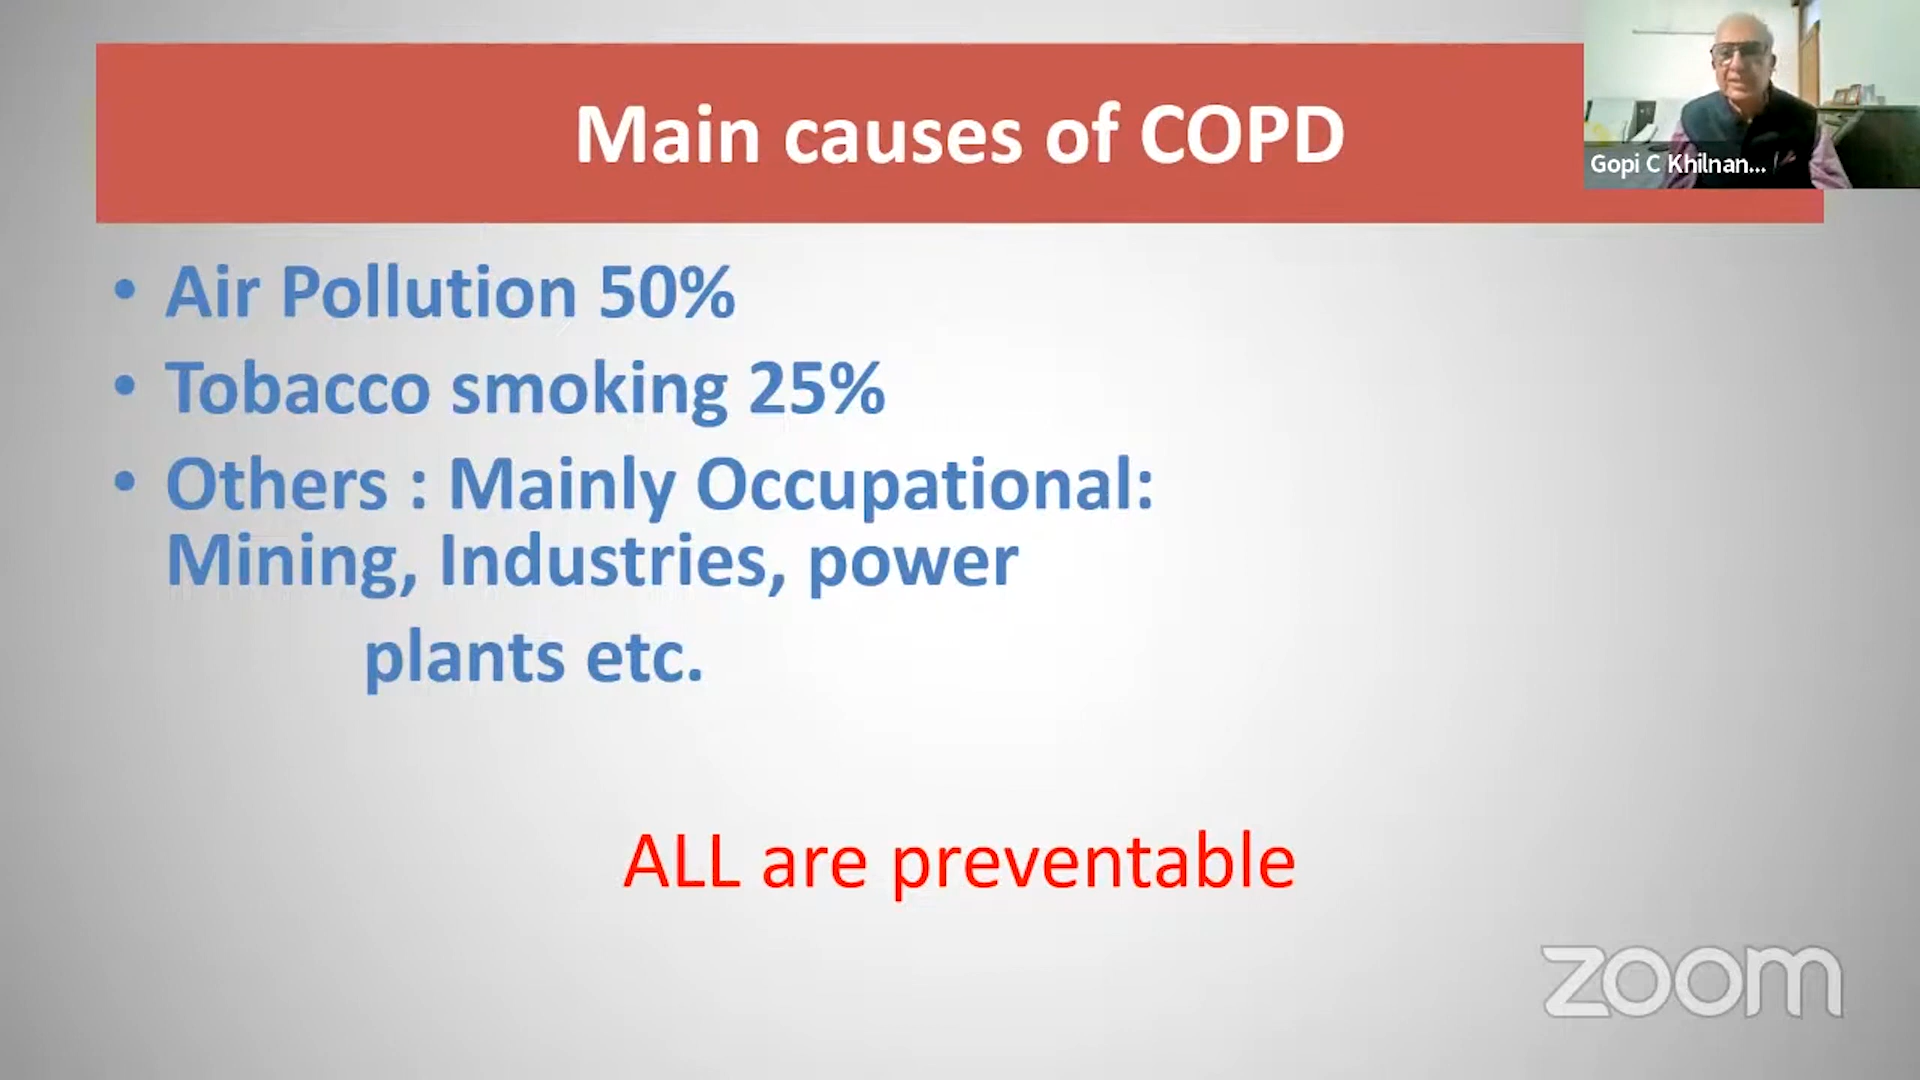 Main causes of COPD
Gopi C Khilnan...
• Air Pollution 50%
• Tobacco smoking 25%
• Others : Mainly Occupational:
Mining, Industries, power
plants etc.
ALL are preventable
zoom